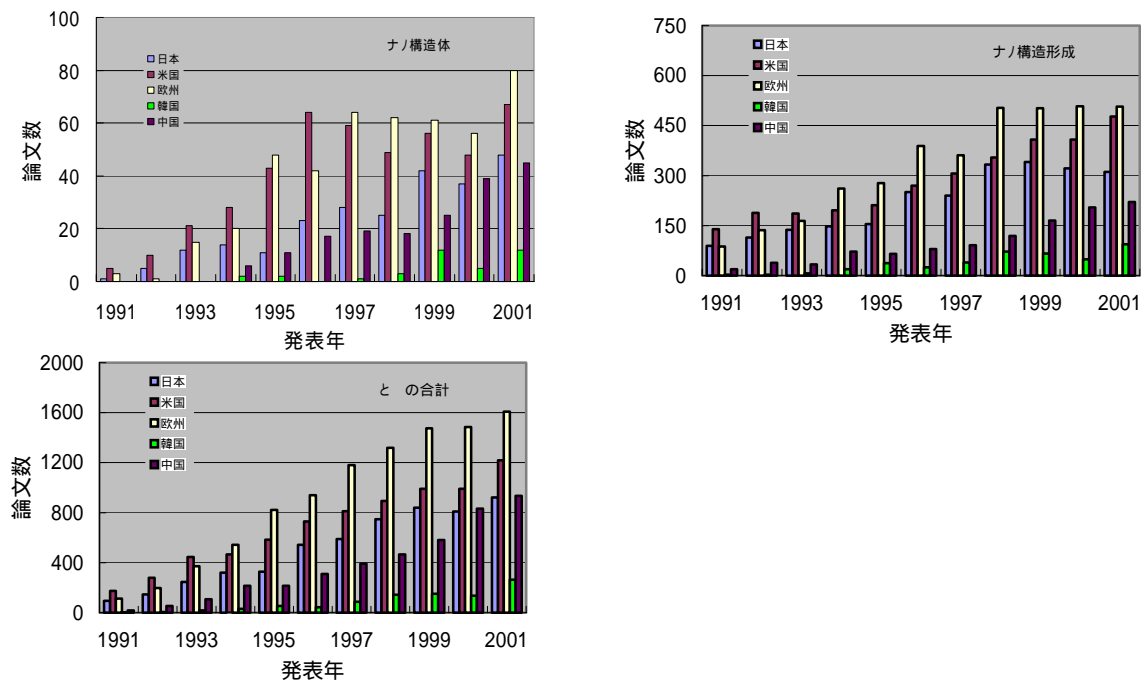 ナノ構造体
100
80
60
40
20
0
日本
米国
欧州
韓国
中国
論文数
1991
1993
1995
1997
1999
2001
発表年
ナノ構造形成
750
600
450
300
150
0
日本
米国
欧州
韓国
中国
論文数
1991
1993
1995
1997
1999
2001
発表年
と の合計
2000
1600
1200
800
400
0
日本
米国
欧州
韓国
中国
論文数
1991
1993
1995
1997
1999
2001
発表年